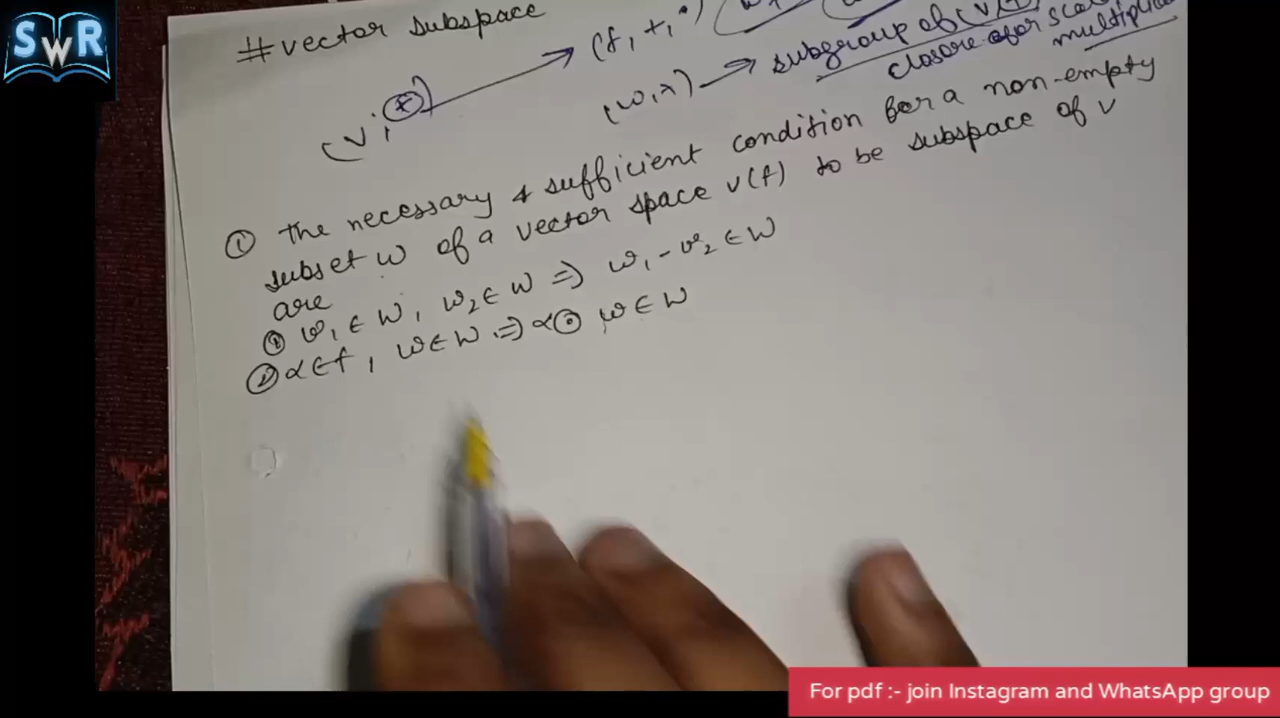 SWR
#vector subspace
(f, +, ·)
(V, *)
(W, *) → subgroup of (V, 
closure for scalar
multiplica
① The necessary & sufficient condition for a non-empty
subset W of a vector space V(f) to be subspace of V
are
① w₁ ∈ W, w₂ ∈ W ⇒ w₁ - w₂ ∈ W
② α ∈ f, w ∈ W ⇒ α ⊙ w ∈ W
For pdf :- join Instagram and WhatsApp group